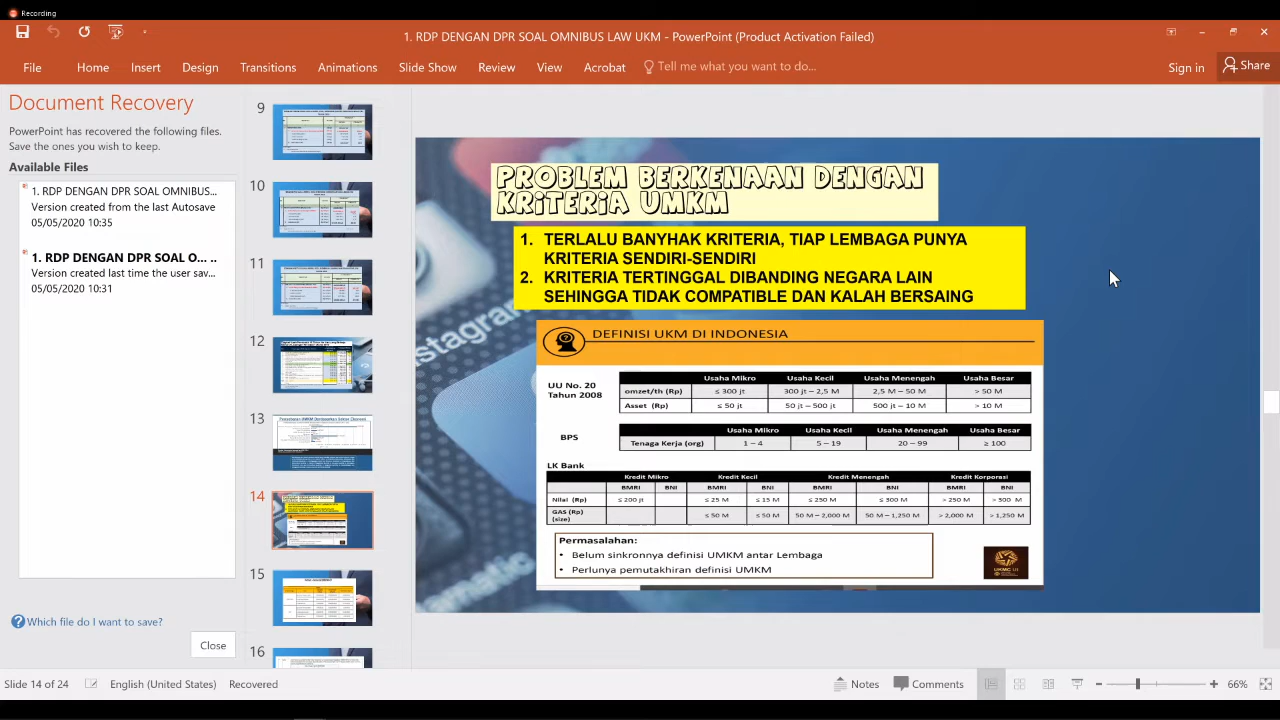 Recording
1. RDP DENGAN DPR SOAL OMNIBUS LAW UKM - PowerPoint (Product Activation Failed)
File Home Insert Design Transitions Animations Slide Show Review View Acrobat Tell me what you want to do... Sign in Share
Document Recovery
PowerPoint has recovered the following files.
Save the ones you wish to keep.
Available Files
1. RDP DENGAN DPR SOAL OMNIBUS...
Version created from the last Autosave
05/05/2020 10:35
1. RDP DENGAN DPR SOAL O... ...
Version created last time the user sav...
05/05/2020 10:31
Which file do I want to save?
Close
9
10
11
12
13
14
15
16
PROBLEM BERKENAAN DENGAN
KRITERIA UMKM
1. TERLALU BANYHAK KRITERIA, TIAP LEMBAGA PUNYA
KRITERIA SENDIRI-SENDIRI
2. KRITERIA TERTINGGAL DIBANDING NEGARA LAIN
SEHINGGA TIDAK COMPATIBLE DAN KALAH BERSAING
DEFINISI UKM DI INDONESIA
UU No. 20
Tahun 2008
Usaha Mikro Usaha Kecil Usaha Menengah Usaha Besar
omzet/th (Rp) ≤ 300 jt 300 jt – 2,5 M 2,5 M – 50 M > 50 M
Asset (Rp) ≤ 50 jt 50 jt – 500 jt 500 jt – 10 M > 10 M
BPS
Usaha Mikro Usaha Kecil Usaha Menengah Usaha Besar
Tenaga Kerja (org) 1 – 4 5 – 19 20 – 99 ≥ 100
LK Bank
Kredit Mikro Kredit Kecil Kredit Menengah Kredit Korporasi
BMRI BNI BMRI BNI BMRI BNI BMRI BNI
Nilai (Rp) ≤ 200 jt ≤ 25 M ≤ 15 M ≤ 250 M ≤ 300 M > 250 M > 300 M
GAS (Rp) ≤ 50 M ≤ 50 M 50 M – 2,000 M 50 M – 1,250 M > 2,000 M > 1,250 M
(size)
Permasalahan:
• Belum sinkronnya definisi UMKM antar Lembaga
• Perlunya pemutakhiran definisi UMKM
UKMC UI
stagram
Slide 14 of 24 English (United States) Recovered Notes Comments 66%